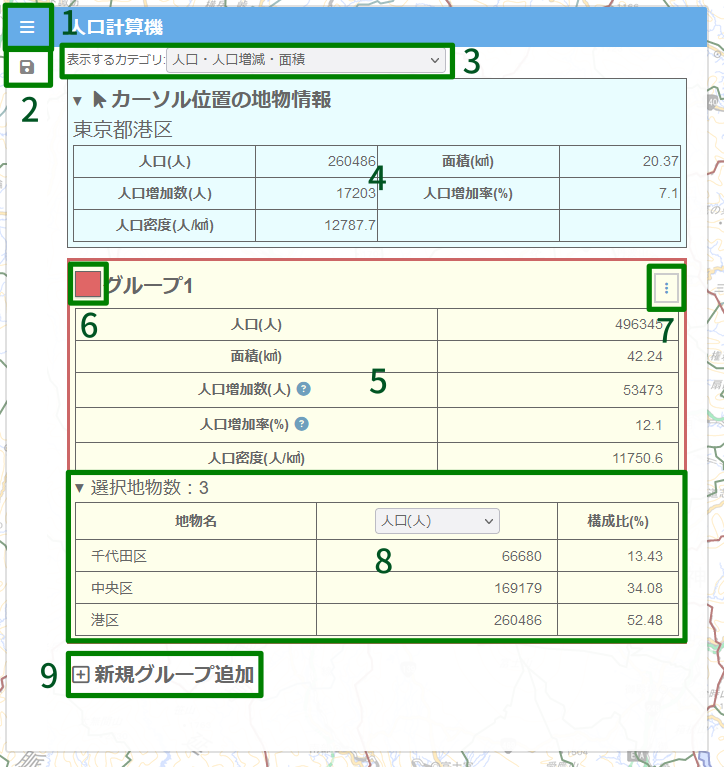 1
人口計算機
2
表示するカテゴリ: 人口・人口増減・面積
3
▼ カーソル位置の地物情報
東京都港区
人口(人) 260486 面積(k㎡) 20.37
4
人口増加数(人) 17203 人口増加率(%) 7.1
人口密度(人/k㎡) 12787.7
グループ1
6
7
人口(人) 496345
面積(k㎡) 42.24
5
人口増加数(人) ? 53473
人口増加率(%) ? 12.1
人口密度(人/k㎡) 11750.6
▼ 選択地物数：3
地物名 人口(人) 構成比(%)
8
千代田区 66680 13.43
中央区 169179 34.08
港区 260486 52.48
9
新規グループ追加